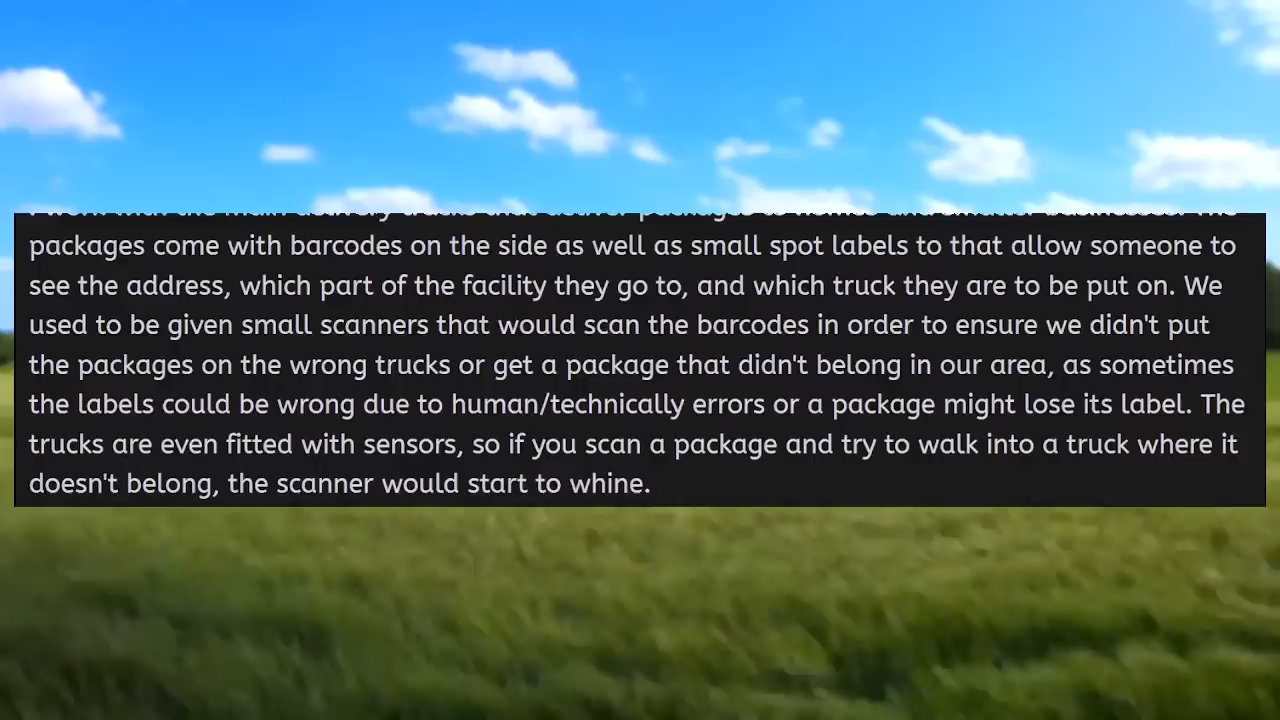 packages come with barcodes on the side as well as small spot labels to that allow someone to
see the address, which part of the facility they go to, and which truck they are to be put on. We
used to be given small scanners that would scan the barcodes in order to ensure we didn't put
the packages on the wrong trucks or get a package that didn't belong in our area, as sometimes
the labels could be wrong due to human/technically errors or a package might lose its label. The
trucks are even fitted with sensors, so if you scan a package and try to walk into a truck where it
doesn't belong, the scanner would start to whine.